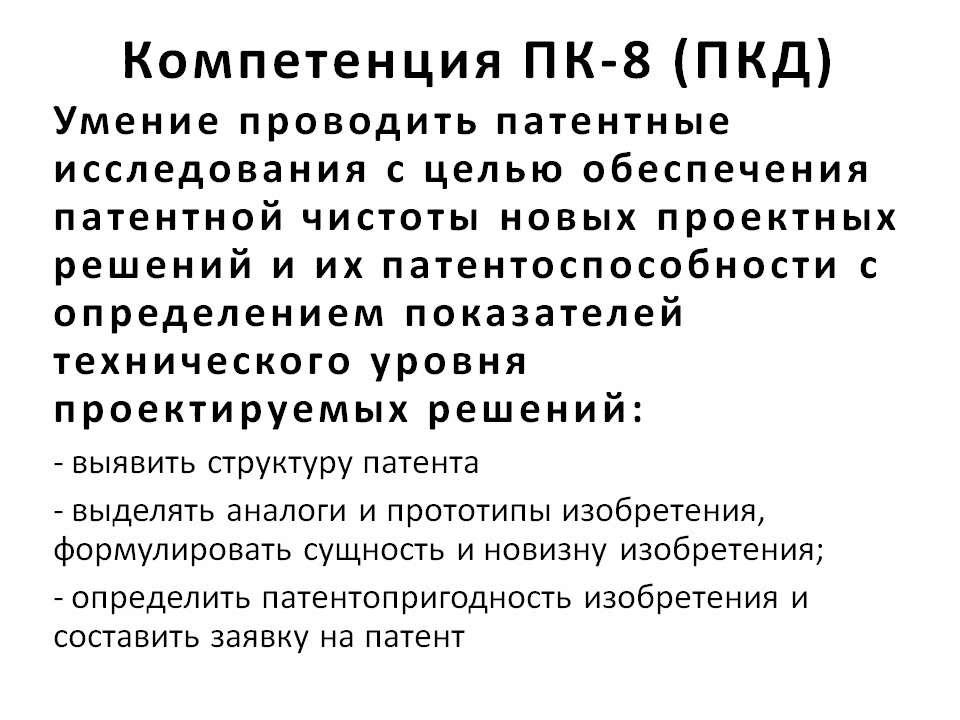 Компетенция ПК-8 (ПКД)
Умение проводить патентные
исследования с целью обеспечения
патентной чистоты новых проектных
решений и их патентоспособности с
определением показателей
технического уровня
проектируемых решений:
- выявить структуру патента
- выделять аналоги и прототипы изобретения,
формулировать сущность и новизну изобретения;
- определить патентопригодность изобретения и
составить заявку на патент